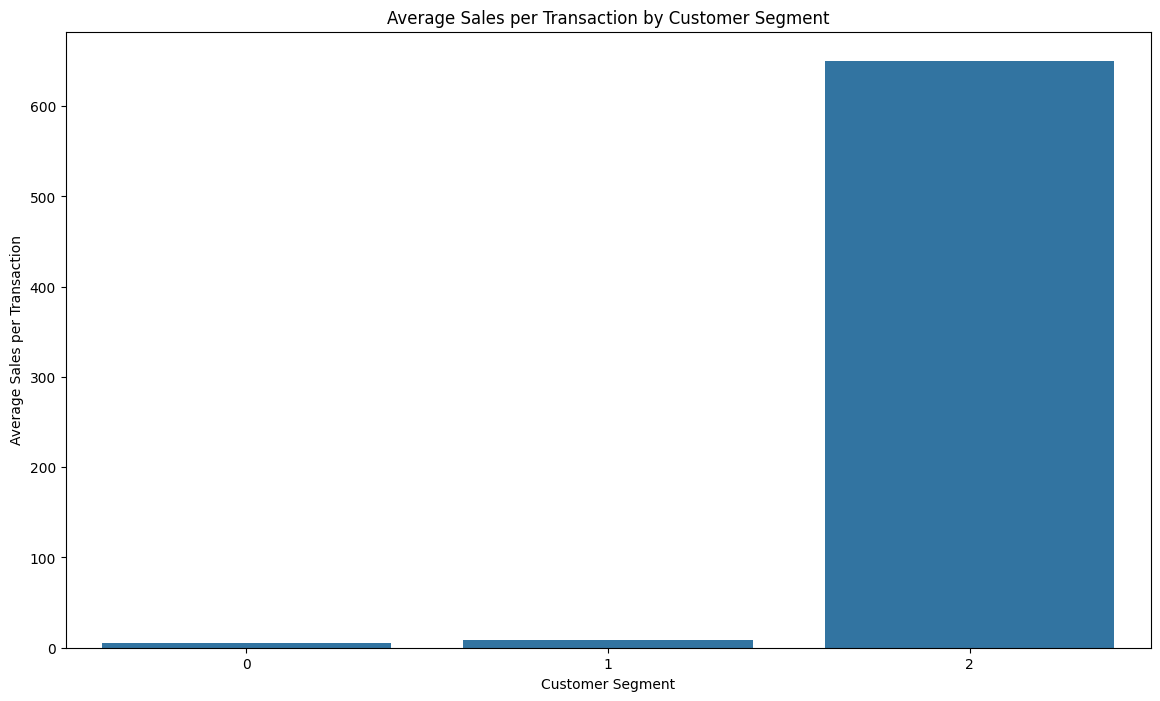 Average Sales per Transaction by Customer Segment
600
500
400
300
200
100
0
Average Sales per Transaction
0 1 2
Customer Segment